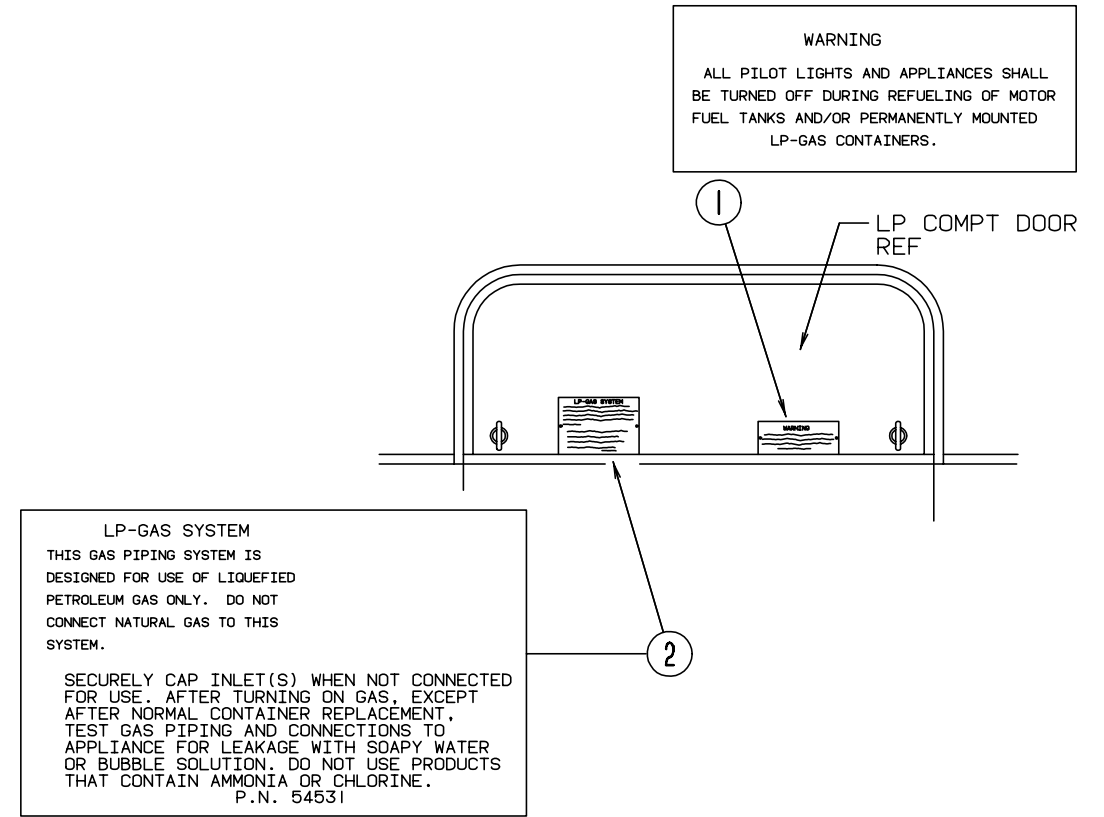 WARNING
ALL PILOT LIGHTS AND APPLIANCES SHALL
BE TURNED OFF DURING REFUELING OF MOTOR
FUEL TANKS AND/OR PERMANENTLY MOUNTED
LP-GAS CONTAINERS.
1
LP COMPT DOOR
REF
LP-GAS SYSTEM
WARNING
LP-GAS SYSTEM
THIS GAS PIPING SYSTEM IS
DESIGNED FOR USE OF LIQUEFIED
PETROLEUM GAS ONLY. DO NOT
CONNECT NATURAL GAS TO THIS
SYSTEM.
2
SECURELY CAP INLET(S) WHEN NOT CONNECTED
FOR USE. AFTER TURNING ON GAS, EXCEPT
AFTER NORMAL CONTAINER REPLACEMENT,
TEST GAS PIPING AND CONNECTIONS TO
APPLIANCE FOR LEAKAGE WITH SOAPY WATER
OR BUBBLE SOLUTION. DO NOT USE PRODUCTS
THAT CONTAIN AMMONIA OR CHLORINE.
P.N. 54531